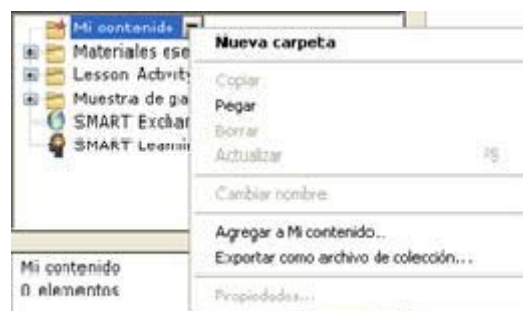 Mi contenido
Materiales ese
Lesson Activity
Muestra de ga
SMART Exchan
SMART Learni
Nueva carpeta
Copiar
Pegar
Borrar
Actualizar
Cambiar nombre
Agregar a Mi contenido...
Exportar como archivo de colección...
Propiedades...
Mi contenido
0 elementos